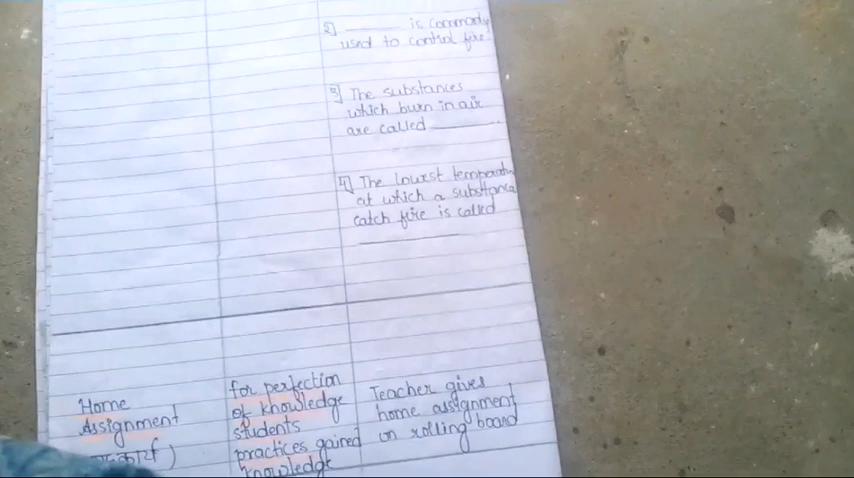 2] ______ is commonly
used to control fire
3] The substances
which burn in air
are called ______
4] The lowest temperature
at which a substance
catch fire is called
______
Home
Assignment
for perfection
of knowledge
students
practices gained
knowledge
Teacher gives
home assignment
on rolling board